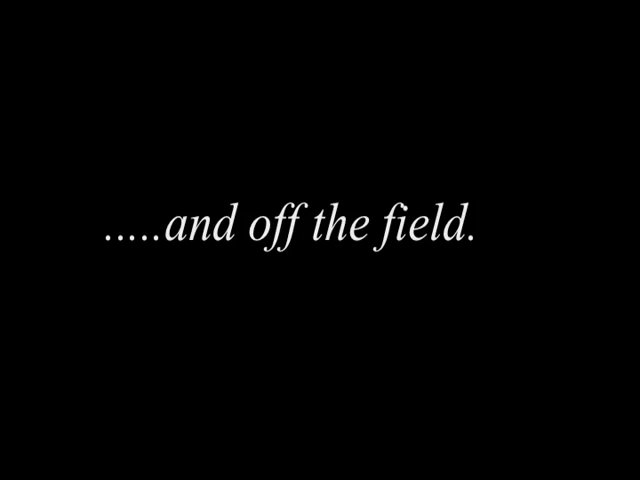 .....and off the field.